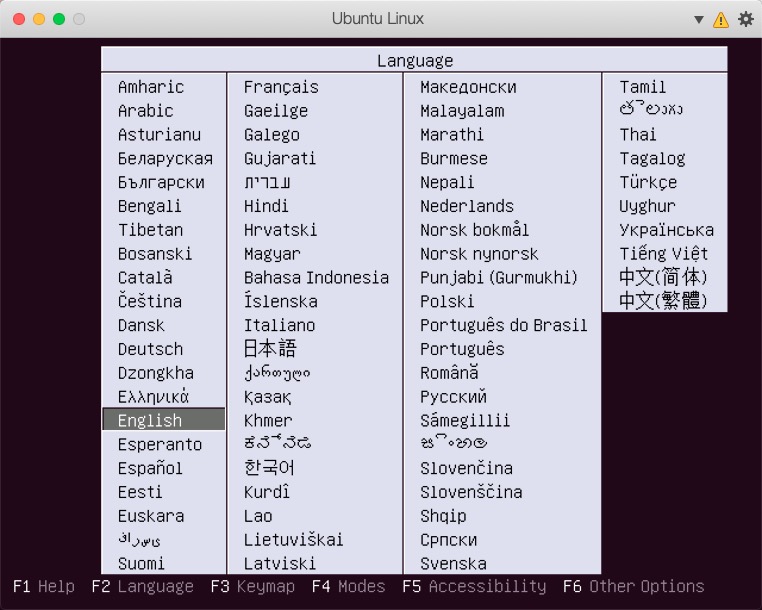 Ubuntu Linux
Language
Amharic
Arabic
Asturianu
Беларуская
Български
Bengali
Tibetan
Bosanski
Català
Čeština
Dansk
Deutsch
Dzongkha
Ελληνικά
English
Esperanto
Español
Eesti
Euskara
Suomi
Français
Gaeilge
Galego
Gujarati
עברית
Hindi
Hrvatski
Magyar
Bahasa Indonesia
Íslenska
Italiano
日本語
ქართული
Қазақ
Khmer
ಕನ್ನಡ
한국어
Kurdî
Lao
Lietuviškai
Latviski
Македонски
Malayalam
Marathi
Burmese
Nepali
Nederlands
Norsk bokmål
Norsk nynorsk
Punjabi (Gurmukhi)
Polski
Português do Brasil
Português
Română
Русский
Sámegillii
සිංහල
Slovenčina
Slovenščina
Shqip
Српски
Svenska
Tamil
తెలుగు
Thai
Tagalog
Türkçe
Uyghur
Українська
Tiếng Việt
中文(简体)
中文(繁體)
F1 Help F2 Language F3 Keymap F4 Modes F5 Accessibility F6 Other Options